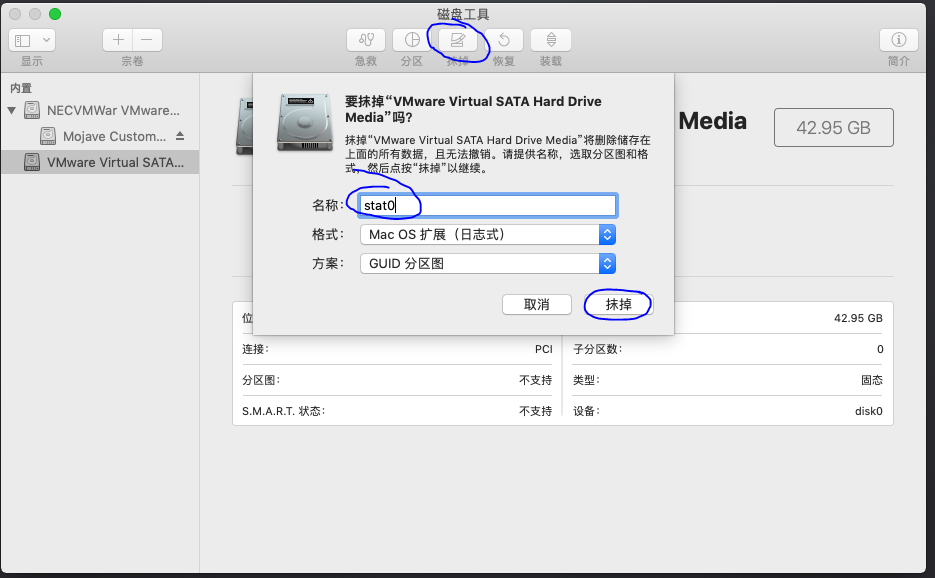 磁盘工具
显示
宗卷
急救
分区
抹掉
恢复
装载
简介
内置
NECVMWar VMware...
Mojave Custom...
VMware Virtual SATA...
Media
42.95 GB
要抹掉“VMware Virtual SATA Hard Drive
Media”吗？
抹掉“VMware Virtual SATA Hard Drive Media”将删除储存在
上面的所有数据，且无法撤销。请提供名称，选取分区图和格
式，然后点按“抹掉”以继续。
名称： stat0
格式： Mac OS 扩展（日志式）
方案： GUID 分区图
取消 抹掉
42.95 GB
连接： PCI 子分区数： 0
分区图： 不支持 类型： 固态
S.M.A.R.T. 状态： 不支持 设备： disk0